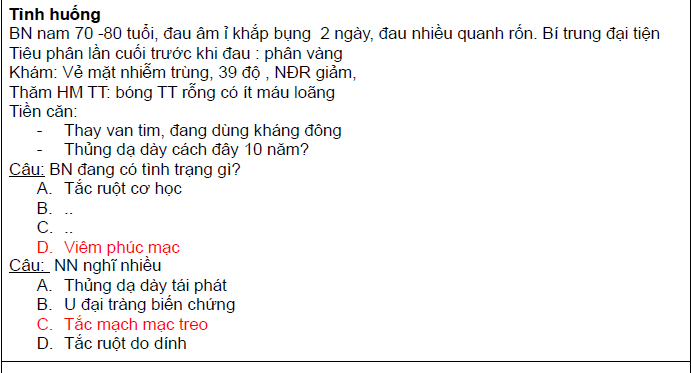 Tình huống
BN nam 70 -80 tuổi, đau âm ỉ khắp bụng  2 ngày, đau nhiều quanh rốn. Bí trung đại tiện
Tiêu phân lần cuối trước khi đau : phân vàng
Khám: Vẻ mặt nhiễm trùng, 39 độ , NĐR giảm,
Thăm HM TT: bóng TT rỗng có ít máu loãng
Tiền căn:
- Thay van tim, đang dùng kháng đông
- Thủng dạ dày cách đây 10 năm?
Câu: BN đang có tình trạng gì?
A. Tắc ruột cơ học
B. ..
C. ..
D. Viêm phúc mạc
Câu:  NN nghĩ nhiều
A. Thủng dạ dày tái phát
B. U đại tràng biến chứng
C. Tắc mạch mạc treo
D. Tắc ruột do dính